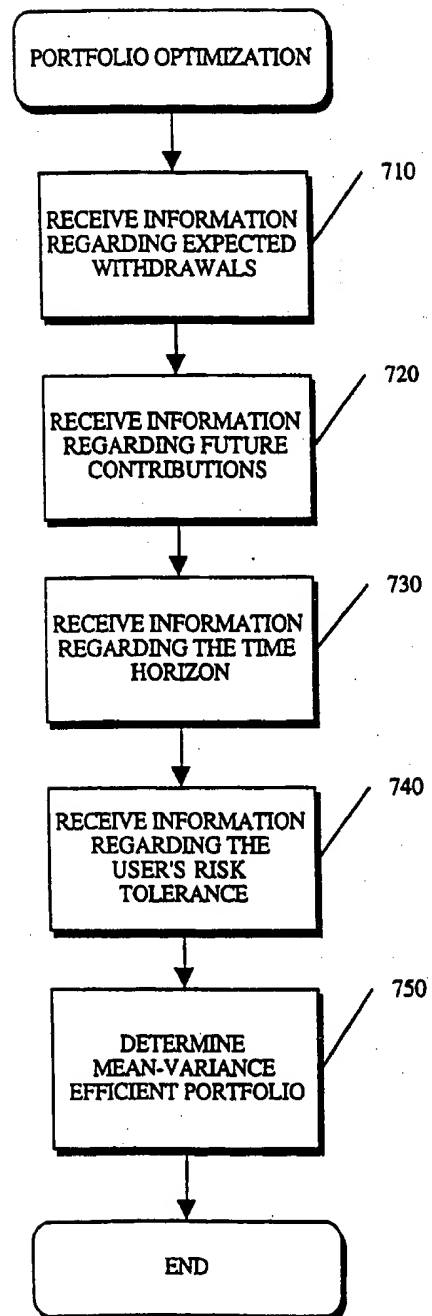 PORTFOLIO OPTIMIZATION
710
RECEIVE INFORMATION
REGARDING EXPECTED
WITHDRAWALS
720
RECEIVE INFORMATION
REGARDING FUTURE
CONTRIBUTIONS
730
RECEIVE INFORMATION
REGARDING THE TIME
HORIZON
740
RECEIVE INFORMATION
REGARDING THE
USER'S RISK
TOLERANCE
750
DETERMINE
MEAN-VARIANCE
EFFICIENT PORTFOLIO
END